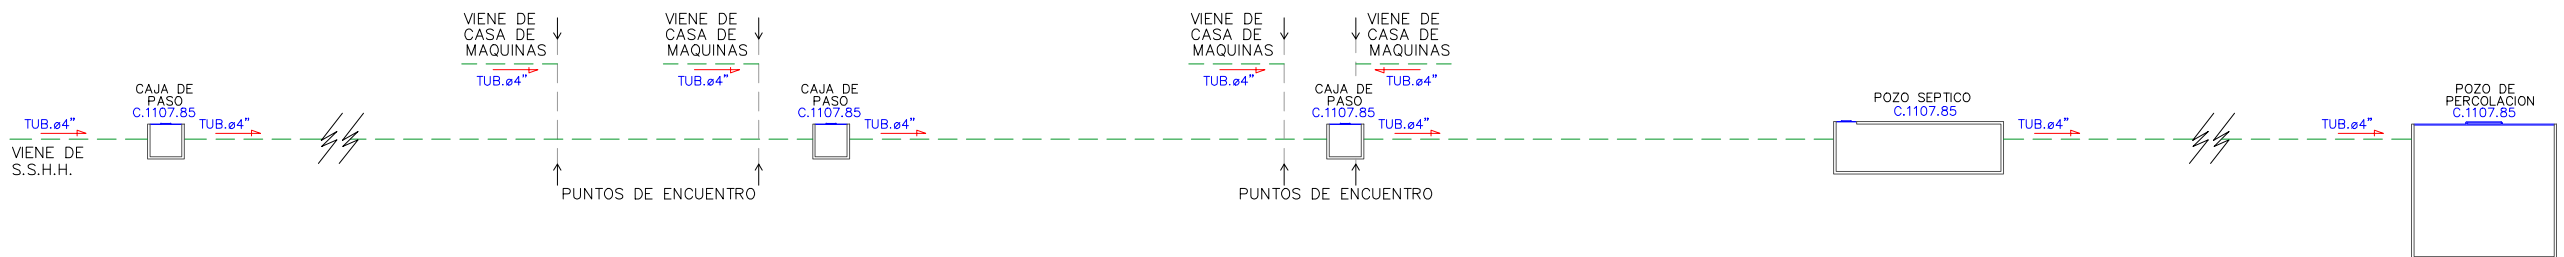 TUB.ø4"
VIENE DE
S.S.H.H.
CAJA DE
PASO
C.1107.85
TUB.ø4"
VIENE DE
CASA DE
MAQUINAS
TUB.ø4"
VIENE DE
CASA DE
MAQUINAS
TUB.ø4"
PUNTOS DE ENCUENTRO
CAJA DE
PASO
C.1107.85
TUB.ø4"
VIENE DE
CASA DE
MAQUINAS
TUB.ø4"
VIENE DE
CASA DE
MAQUINAS
TUB.ø4"
CAJA DE
PASO
C.1107.85
TUB.ø4"
PUNTOS DE ENCUENTRO
POZO SEPTICO
C.1107.85
TUB.ø4"
TUB.ø4"
POZO DE
PERCOLACION
C.1107.85